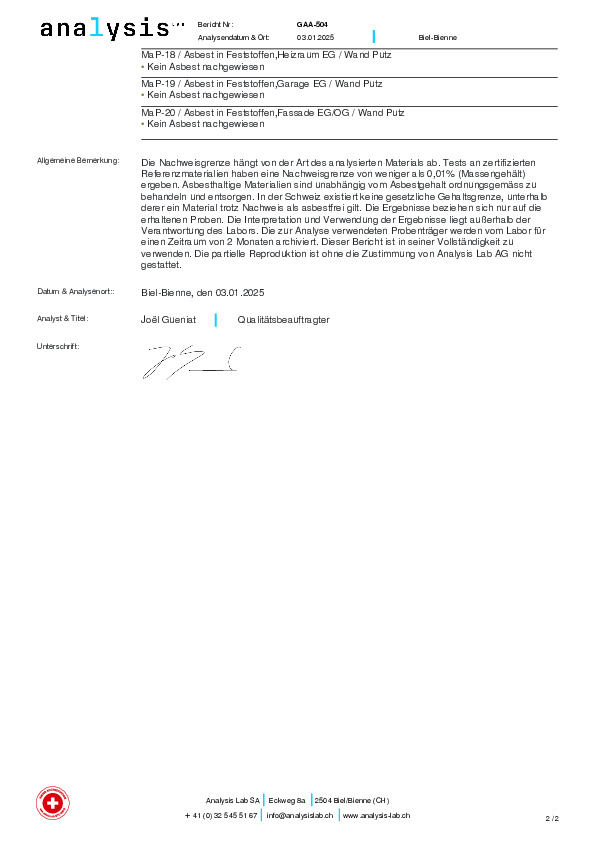 analysis
Bericht Nr: GAA-504
Analysendatum & Ort: 03.01.2025 Biel-Bienne
MaP-18 / Asbest in Feststoffen,Heizraum EG / Wand Putz
• Kein Asbest nachgewiesen
MaP-19 / Asbest in Feststoffen,Garage EG / Wand Putz
• Kein Asbest nachgewiesen
MaP-20 / Asbest in Feststoffen,Fassade EG/OG / Wand Putz
• Kein Asbest nachgewiesen
Allgemeine Bemerkung:
Die Nachweisgrenze hängt von der Art des analysierten Materials ab. Tests an zertifizierten
Referenzmaterialien haben eine Nachweisgrenze von weniger als 0,01% (Massengehält)
ergeben. Asbesthaltige Materialien sind unabhängig vom Asbestgehalt ordnungsgemäss zu
behandeln und entsorgen. In der Schweiz existiert keine gesetzliche Gehaltsgrenze, unterhalb
derer ein Material trotz Nachweis als asbestfrei gilt. Die Ergebnisse beziehen sich nur auf die
erhaltenen Proben. Die Interpretation und Verwendung der Ergebnisse liegt außerhalb der
Verantwortung des Labors. Die zur Analyse verwendeten Probenträger werden vom Labor für
einen Zeitraum von 2 Monaten archiviert. Dieser Bericht ist in seiner Vollständigkeit zu
verwenden. Die partielle Reproduktion ist ohne die Zustimmung von Analysis Lab AG nicht
gestattet.
Datum & Analysenort:: Biel-Bienne, den 03.01.2025
Analyst & Titel: Joël Gueniat Qualitätsbeauftragter
Unterschrift:
Analysis Lab SA Eckweg 8a 2504 Biel/Bienne (CH)
+ 41 (0) 32 545 51 67 info@analysislab.ch www.analysis-lab.ch
2 / 2